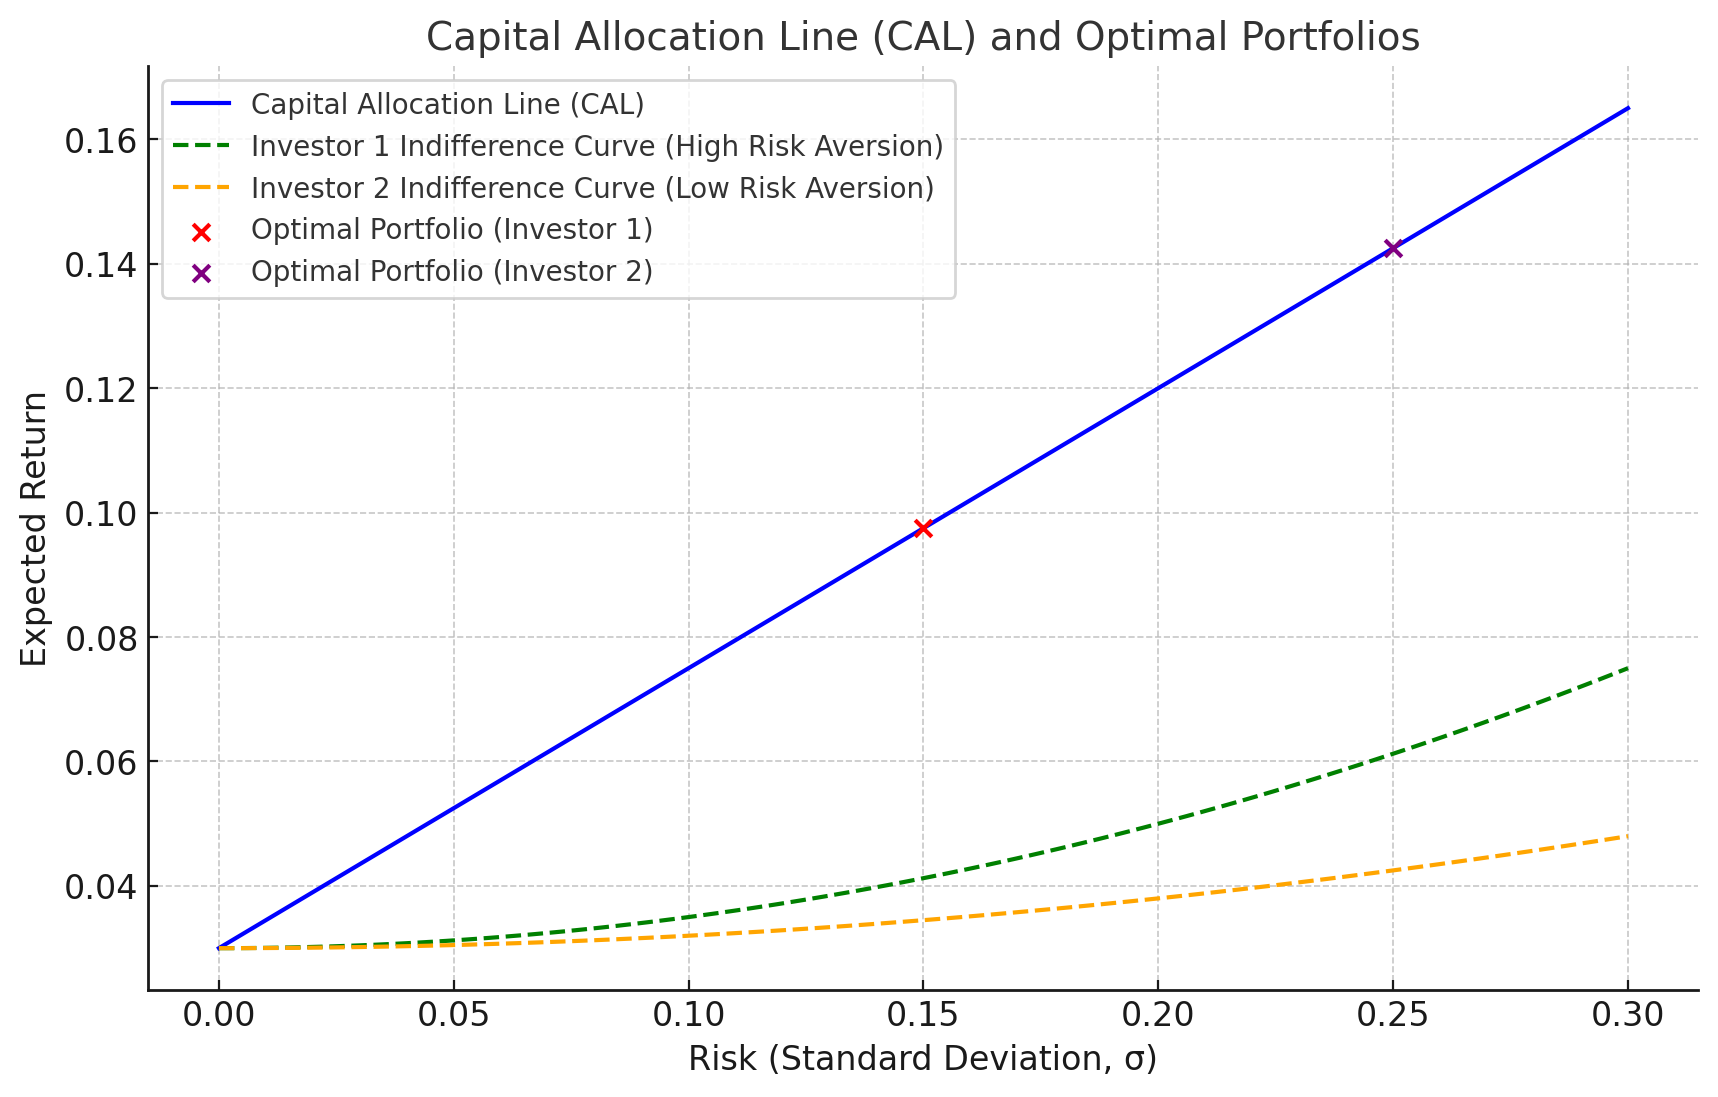 Capital Allocation Line (CAL) and Optimal Portfolios
Capital Allocation Line (CAL)
Investor 1 Indifference Curve (High Risk Aversion)
Investor 2 Indifference Curve (Low Risk Aversion)
Optimal Portfolio (Investor 1)
Optimal Portfolio (Investor 2)
Expected Return
0.16
0.14
0.12
0.10
0.08
0.06
0.04
0.00 0.05 0.10 0.15 0.20 0.25 0.30
Risk (Standard Deviation, σ)